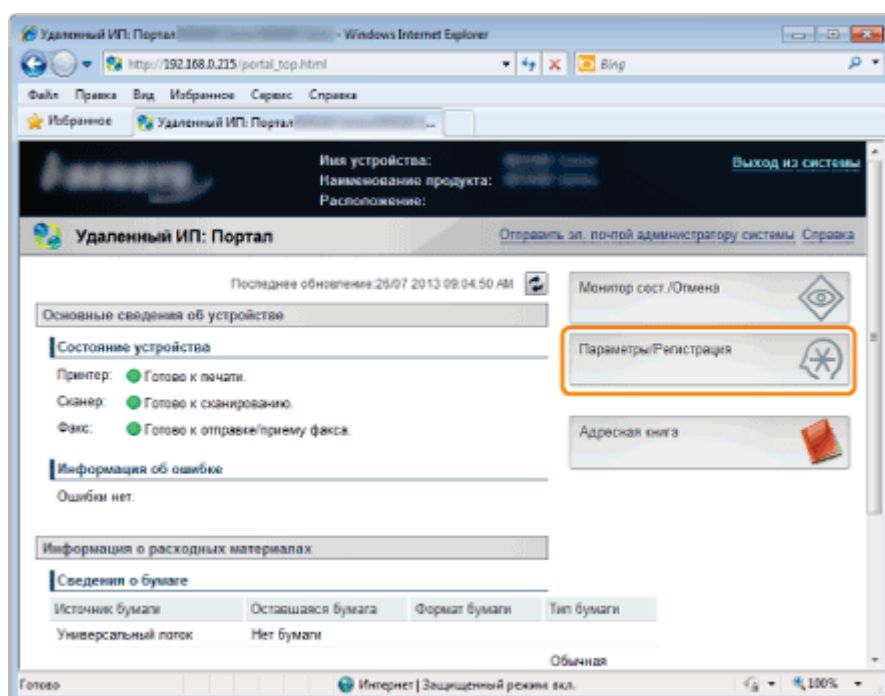 Удаленный ИП: Портал - Windows Internet Explorer
http://192.168.0.215/portal_top.html
Bing
Файл Правка Вид Избранное Сервис Справка
Избранное Удаленный ИП: Портал ...
Имя устройства:
Наименование продукта:
Расположение:
Выход из системы
Удаленный ИП: Портал
Отправить эл. почтой администратору системы Справка
Последнее обновление:26/07 2013 09:04:50 AM
Монитор сост./Отмена
Основные сведения об устройстве
Состояние устройства
Параметры/Регистрация
Принтер: Готово к печати.
Сканер: Готово к сканированию.
Факс: Готово к отправке/приему факса.
Адресная книга
Информация об ошибке
Ошибки нет.
Информация о расходных материалах
Сведения о бумаге
Источник бумаги Оставшаяся бумага Формат бумаги Тип бумаги
Универсальный лоток Нет бумаги
Обычная
Готово Интернет | Защищенный режим: вкл. 100%